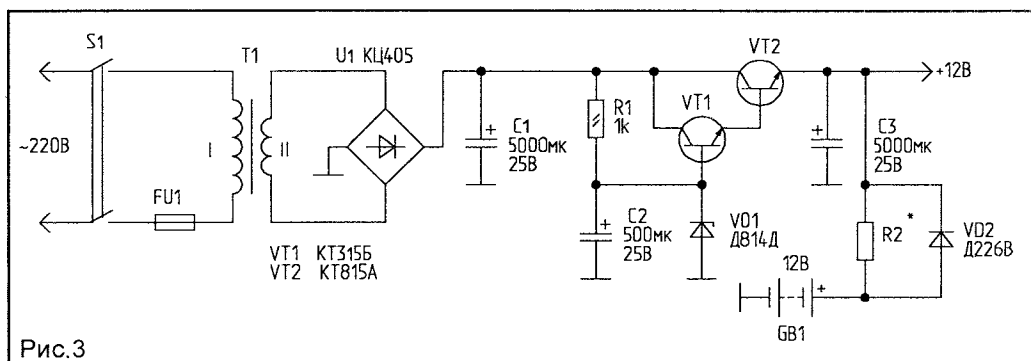 S1
T1
U1 КЦ405
VT2
+12В
R1
1k
VT1
C1
5000мк
25В
+
C3
5000мк
25В
+
~220В
I
II
FU1
C2
500мк
25В
+
VD1
Д814Д
R2 *
VD2
Д226В
VT1 КТ315Б
VT2 КТ815А
12В
+
GB1
Рис.3